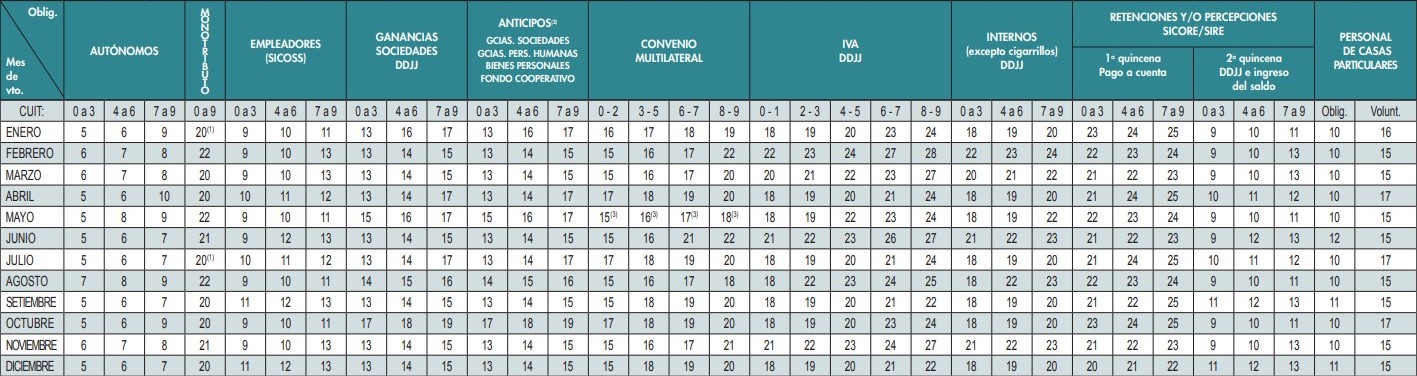 Oblig.
Mes
de
vto.
AUTÓNOMOS
MONOTRIBUTO
EMPLEADORES
(SICOSS)
GANANCIAS
SOCIEDADES
DDJJ
ANTICIPOS(2)
GCIAS. SOCIEDADES
GCIAS. PERS. HUMANAS
BIENES PERSONALES
FONDO COOPERATIVO
CONVENIO
MULTILATERAL
IVA
DDJJ
INTERNOS
(excepto cigarrillos)
DDJJ
RETENCIONES Y/O PERCEPCIONES
SICORE/SIRE
1ª quincena
Pago a cuenta
2ª quincena
DDJJ e ingreso
del saldo
PERSONAL
DE CASAS
PARTICULARES
CUIT: 0 a 3 4 a 6 7 a 9 0 a 9 0 a 3 4 a 6 7 a 9 0 a 3 4 a 6 7 a 9 0 a 3 4 a 6 7 a 9 0 - 2 3 - 5 6 - 7 8 - 9 0 - 1 2 - 3 4 - 5 6 - 7 8 - 9 0 a 3 4 a 6 7 a 9 0 a 3 4 a 6 7 a 9 0 a 3 4 a 6 7 a 9 Oblig. Volunt.
ENERO 5 6 9 20(1) 9 10 11 13 16 17 13 16 17 16 17 18 19 18 19 20 23 24 18 19 20 23 24 25 9 10 11 10 16
FEBRERO 6 7 8 22 9 10 13 13 14 15 13 14 15 15 16 17 22 22 23 24 27 28 22 23 24 22 23 24 9 10 13 10 15
MARZO 6 7 8 20 9 10 13 13 14 15 13 14 15 15 16 17 20 20 21 22 23 27 20 21 22 22 23 24 9 10 13 10 15
ABRIL 5 6 10 20 10 11 12 13 14 17 13 14 17 17 18 19 20 18 19 20 21 24 18 19 20 21 24 25 10 11 12 10 17
MAYO 5 8 9 22 9 10 11 15 16 17 15 16 17 15(3) 16(3) 17(3) 18(3) 18 19 22 23 24 18 19 22 22 23 24 9 10 11 10 15
JUNIO 5 6 7 21 9 12 13 13 14 15 13 14 15 15 16 21 22 21 22 23 26 27 21 22 23 21 22 23 9 12 13 12 15
JULIO 5 6 7 20(1) 10 11 12 13 14 17 13 14 17 17 18 19 20 18 19 20 21 24 18 19 20 21 24 25 10 11 12 10 17
AGOSTO 7 8 9 22 9 10 11 14 15 16 14 15 16 15 16 17 18 18 22 23 24 25 18 22 23 22 23 24 9 10 11 10 15
SETIEMBRE 5 6 7 20 11 12 13 13 14 15 13 14 15 15 18 19 20 18 19 20 21 22 18 19 20 21 22 25 11 12 13 11 15
OCTUBRE 5 6 9 20 9 10 11 17 18 19 17 18 19 17 18 19 20 18 19 20 23 24 18 19 20 23 24 25 9 10 11 10 17
NOVIEMBRE 6 7 8 21 9 10 13 13 14 15 13 14 15 15 16 17 21 21 22 23 24 27 21 22 23 22 23 24 9 10 13 10 15
DICIEMBRE 5 6 7 20 11 12 13 13 14 15 13 14 15 15 18 19 20 18 19 20 21 22 18 19 20 20 21 22 11 12 13 11 15